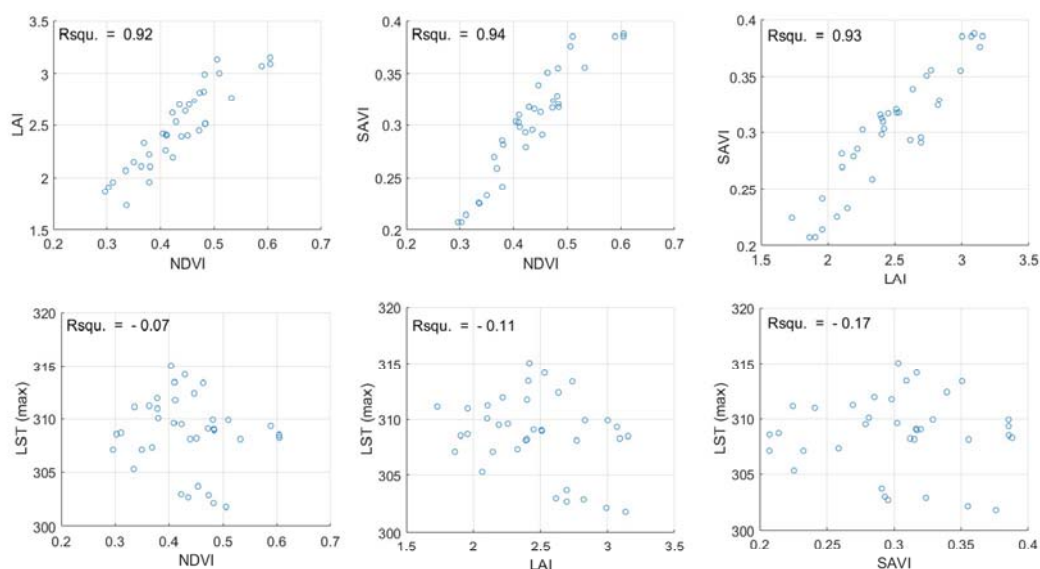 Rsqu. = 0.92
LAI
3.5
3
2.5
2
1.5
0.2 0.3 0.4 0.5 0.6 0.7
NDVI
Rsqu. = 0.94
SAVI
0.4
0.35
0.3
0.25
0.2
0.2 0.3 0.4 0.5 0.6 0.7
NDVI
Rsqu. = 0.93
SAVI
0.4
0.35
0.3
0.25
0.2
1.5 2 2.5 3 3.5
LAI
Rsqu. = - 0.07
LST (max)
320
315
310
305
300
0.2 0.3 0.4 0.5 0.6 0.7
NDVI
Rsqu. = - 0.11
LST (max)
320
315
310
305
300
1.5 2 2.5 3 3.5
LAI
Rsqu. = - 0.17
LST (max)
320
315
310
305
300
0.2 0.25 0.3 0.35 0.4
SAVI